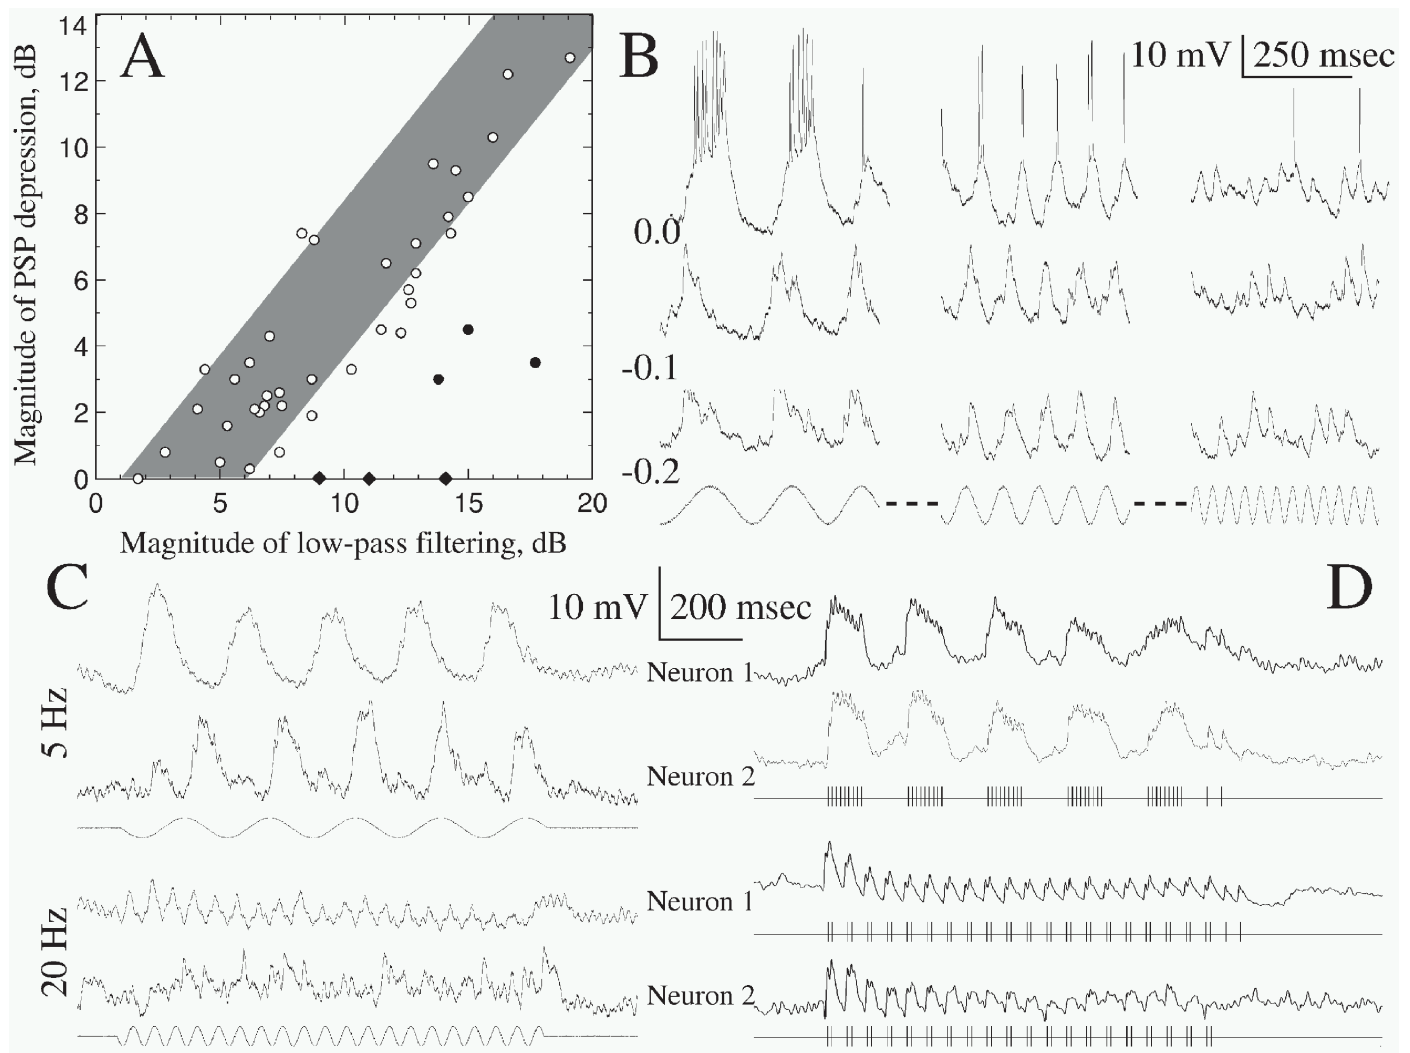 A
Magnitude of PSP depression, dB
14
12
10
8
6
4
2
0
0 5 10 15 20
Magnitude of low-pass filtering, dB
B
10 mV 250 msec
0.0
-0.1
-0.2
C
10 mV 200 msec
D
5 Hz
Neuron 1
Neuron 2
20 Hz
Neuron 1
Neuron 2